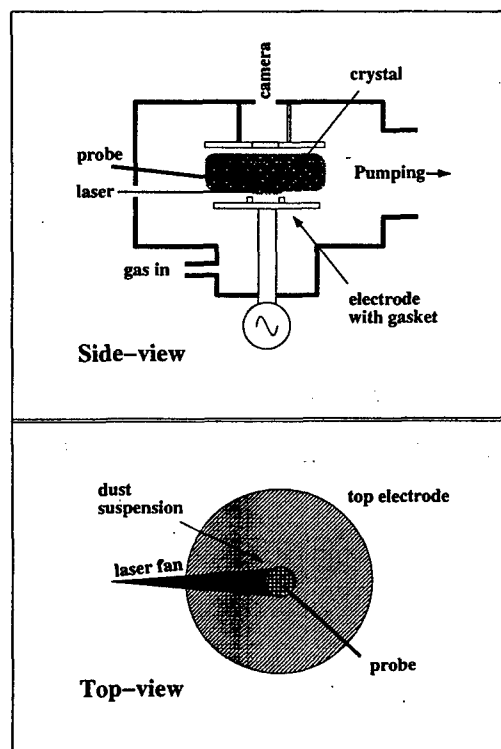 camera
crystal
probe
laser
Pumping
gas in
electrode
with gasket
Side-view
dust
suspension
top electrode
laser fan
probe
Top-view